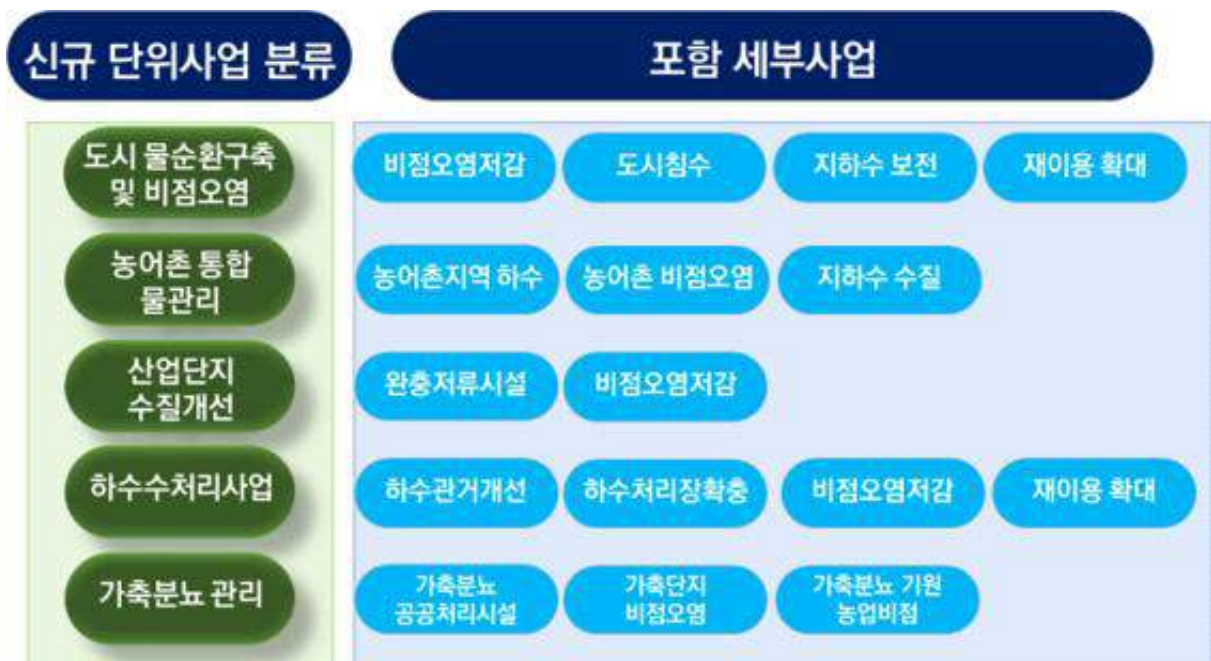 신규 단위사업 분류
포함 세부사업
도시 물순환구축
및 비점오염
비점오염저감
도시침수
지하수 보전
재이용 확대
농어촌 통합
물관리
농어촌지역 하수
농어촌 비점오염
지하수 수질
산업단지
수질개선
완충저류시설
비점오염저감
하수수처리사업
하수관거개선
하수처리장확충
비점오염저감
재이용 확대
가축분뇨 관리
가축분뇨
공공처리시설
가축단지
비점오염
가축분뇨 기원
농업비점